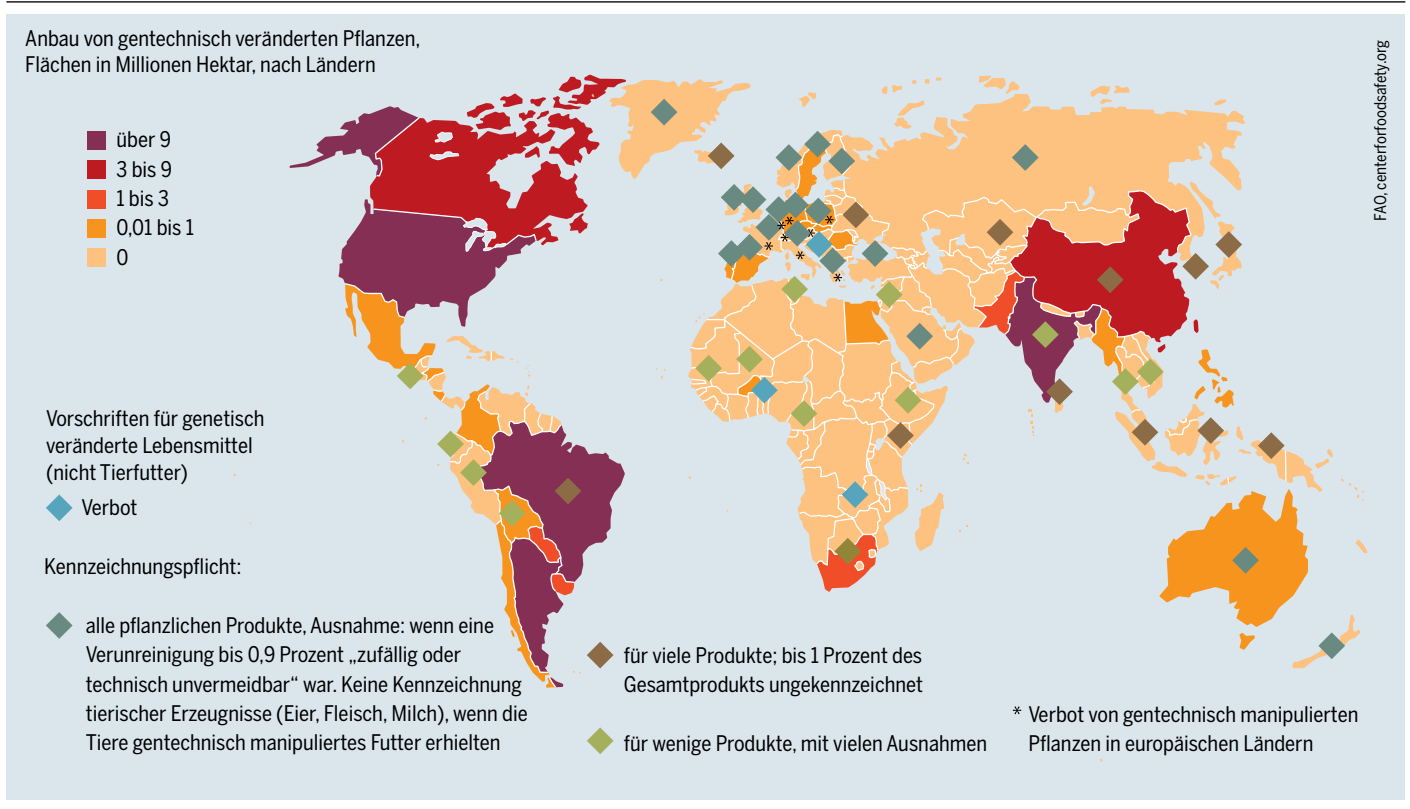 Anbau von gentechnisch veränderten Pflanzen,
Flächen in Millionen Hektar, nach Ländern
über 9
3 bis 9
1 bis 3
0,01 bis 1
0
Vorschriften für genetisch
veränderte Lebensmittel
(nicht Tierfutter)
Verbot
Kennzeichnungspflicht:
alle pflanzlichen Produkte, Ausnahme: wenn eine
Verunreinigung bis 0,9 Prozent „zufällig oder
technisch unvermeidbar“ war. Keine Kennzeichnung
tierischer Erzeugnisse (Eier, Fleisch, Milch), wenn die
Tiere gentechnisch manipuliertes Futter erhielten
für viele Produkte; bis 1 Prozent des
Gesamtprodukts ungekennzeichnet
für wenige Produkte, mit vielen Ausnahmen
* Verbot von gentechnisch manipulierten
Pflanzen in europäischen Ländern
FAO, centerforfoodsafety.org